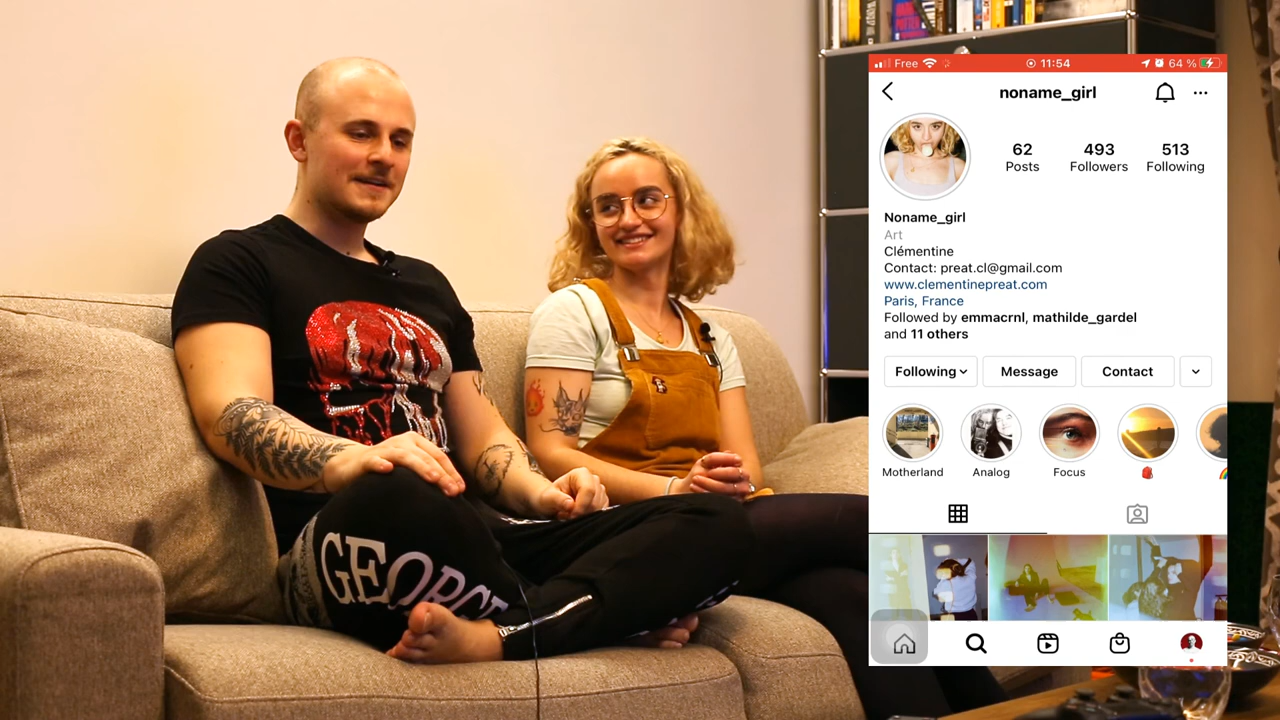 GEORGE
Free 11:54 64 %
noname_girl
62 493 513
Posts Followers Following
Noname_girl
Art
Clémentine
Contact: preat.cl@gmail.com
www.clementinepreat.com
Paris, France
Followed by emmacrnl, mathilde_gardel
and 11 others
Following Message Contact
Motherland Analog Focus